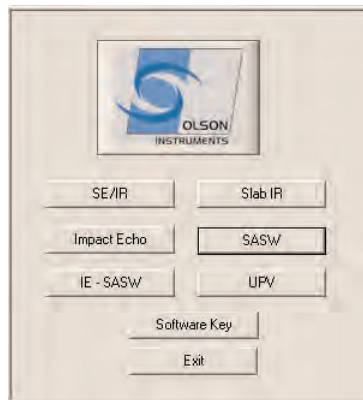 OLSON
INSTRUMENTS
SE/IR
Slab IR
Impact Echo
SASW
IE - SASW
UPV
Software Key
Exit